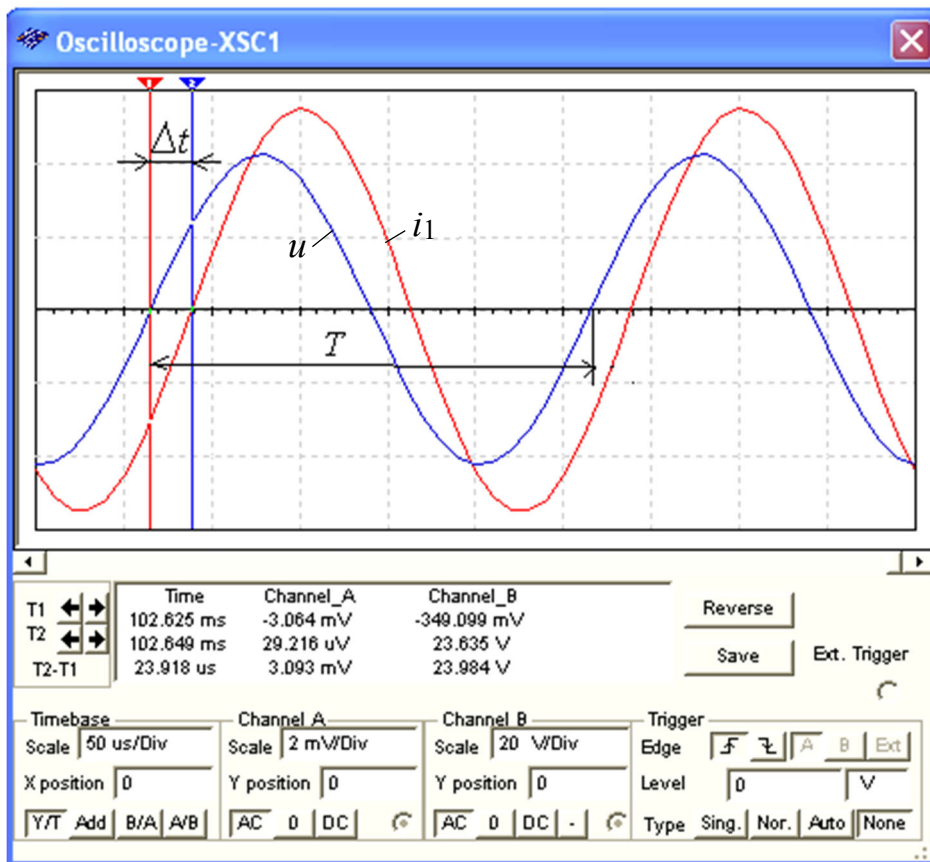 Oscilloscope-XSC1
1 2
Δt
u i1
T
Time Channel_A Channel_B
T1 102.625 ms -3.064 mV -349.099 mV
T2 102.649 ms 29.216 uV 23.635 V
T2-T1 23.918 us 3.093 mV 23.984 V
Reverse
Save Ext. Trigger
Timebase Channel A Channel B Trigger
Scale 50 us/Div Scale 2 mV/Div Scale 20 V/Div Edge A B Ext
X position 0 Y position 0 Y position 0 Level 0 V
Y/T Add B/A A/B AC 0 DC AC 0 DC - Type Sing. Nor. Auto None